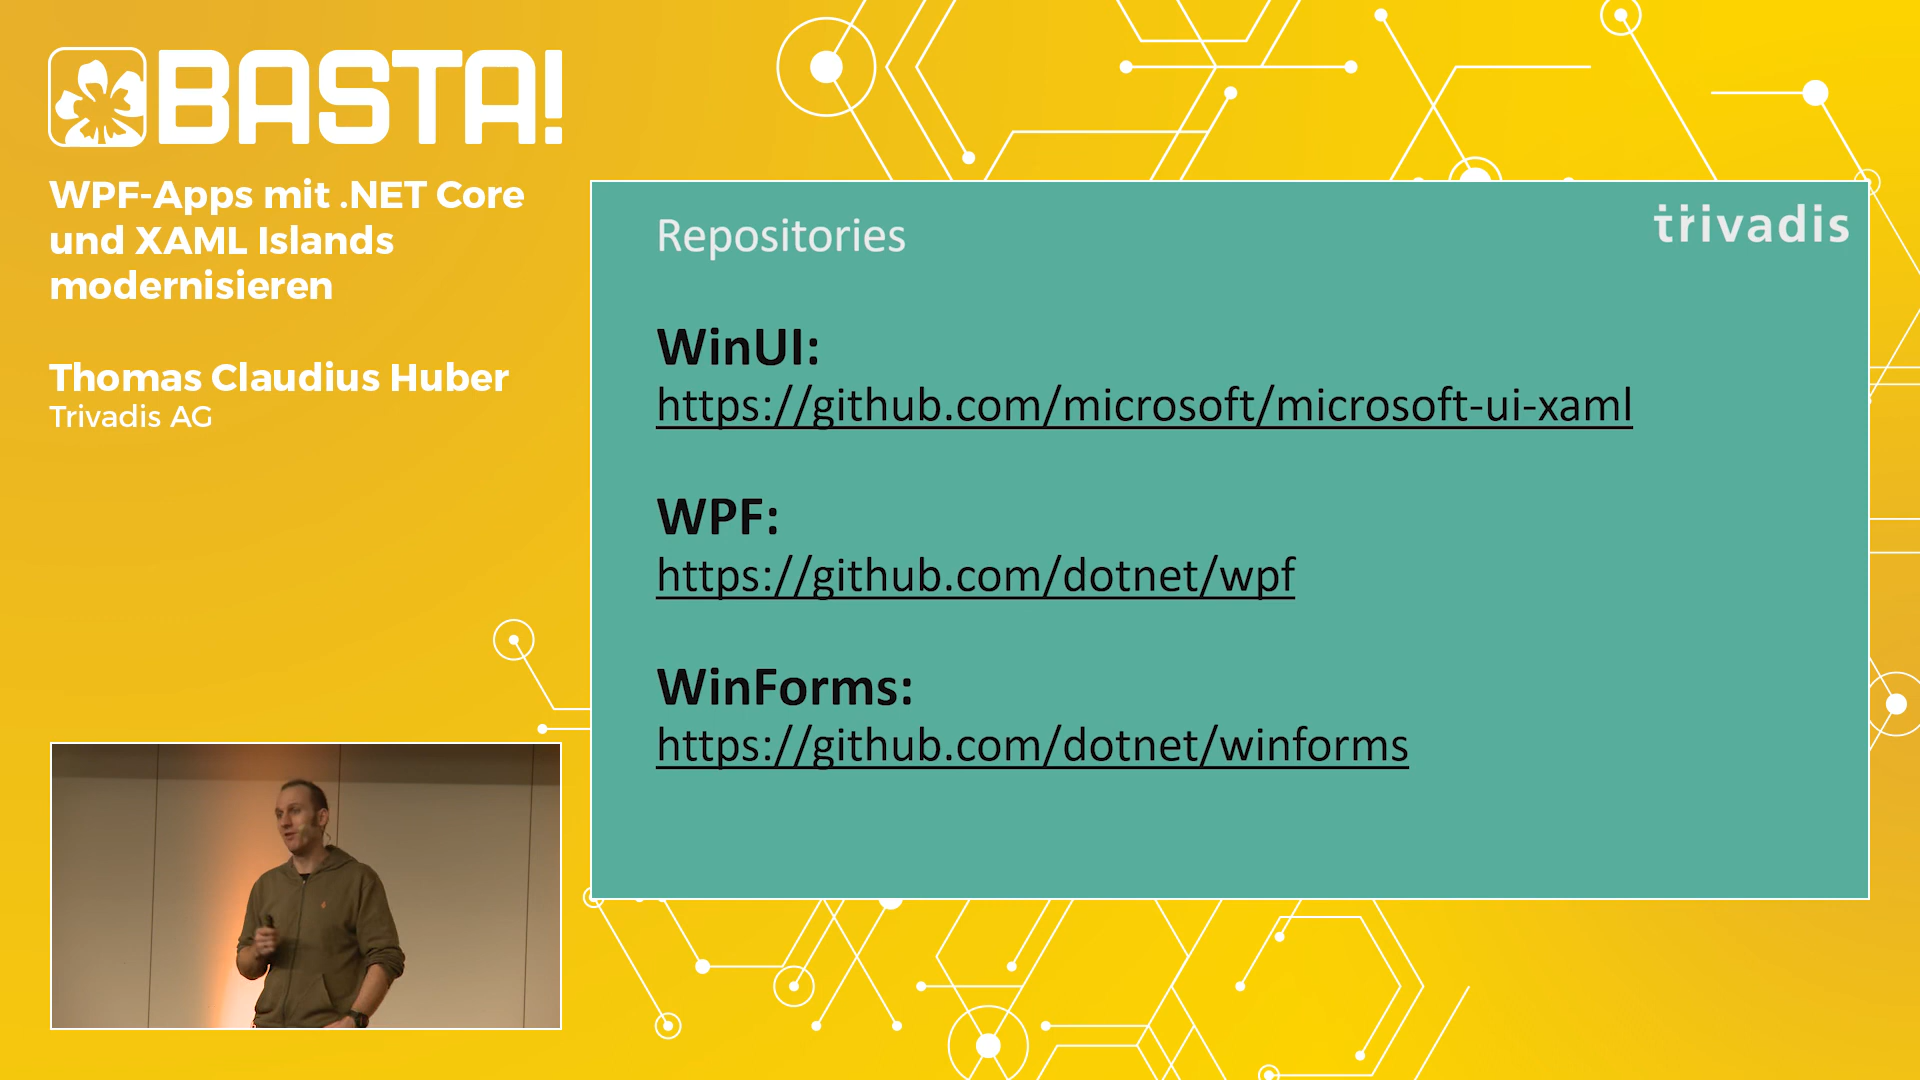 BASTA!
WPF-Apps mit .NET Core
und XAML Islands
modernisieren
Thomas Claudius Huber
Trivadis AG
trivadis
Repositories
WinUI:
https://github.com/microsoft/microsoft-ui-xaml
WPF:
https://github.com/dotnet/wpf
WinForms:
https://github.com/dotnet/winforms